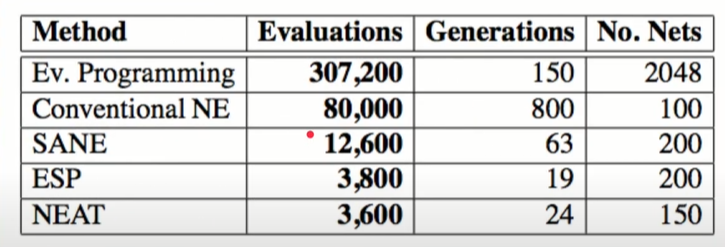 Method Evaluations Generations No. Nets
Ev. Programming 307,200 150 2048
Conventional NE 80,000 800 100
SANE 12,600 63 200
ESP 3,800 19 200
NEAT 3,600 24 150